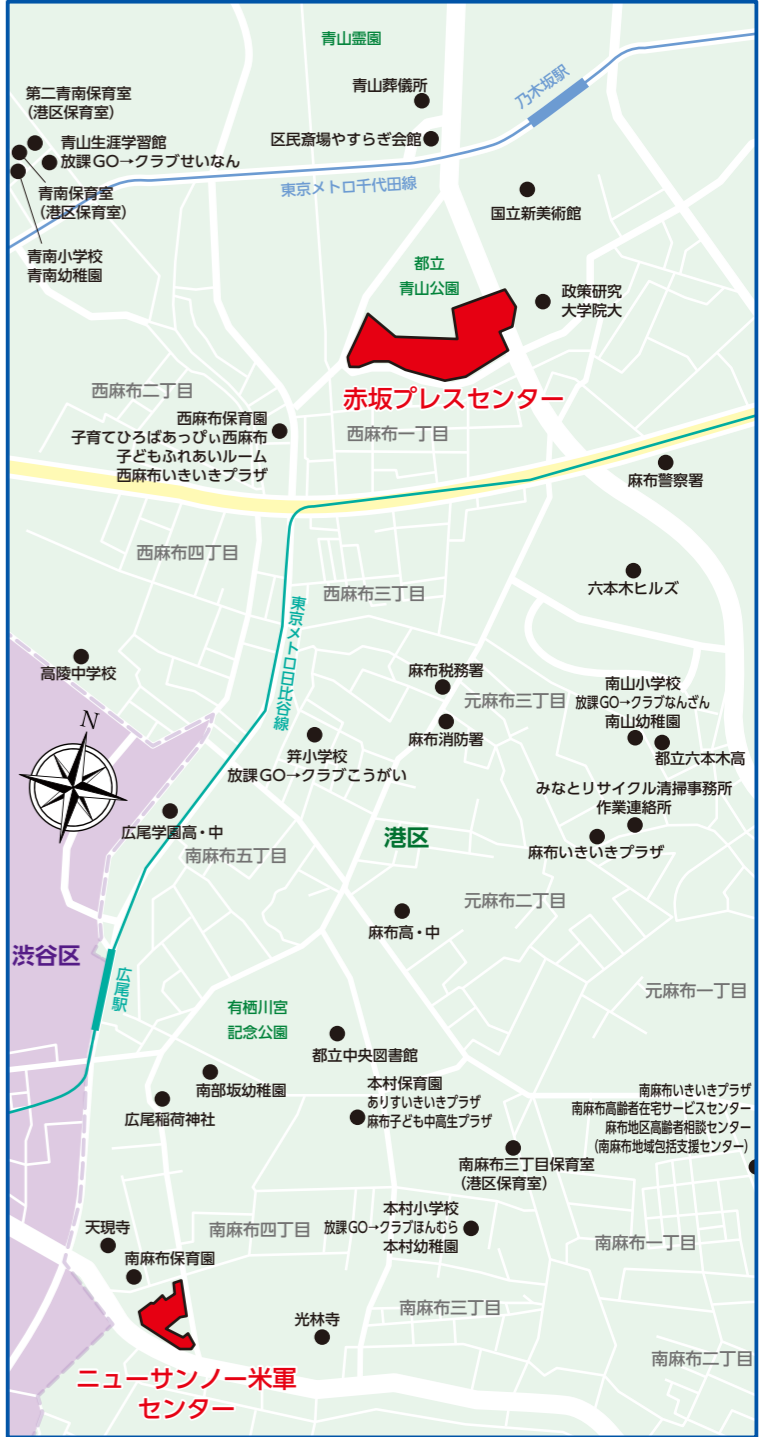 青山霊園
青山葬儀所
乃木坂駅
第二青南保育室
(港区保育室)
青山生涯学習館
放課GO→クラブせいなん
区民斎場やすらぎ会館
青南保育室
(港区保育室)
東京メトロ千代田線
国立新美術館
青南小学校
青南幼稚園
都立
青山公園
政策研究
大学院大
赤坂プレスセンター
西麻布二丁目
西麻布保育園
子育てひろばあっぴぃ西麻布
子どもふれあいルーム
西麻布いきいきプラザ
西麻布一丁目
麻布警察署
西麻布四丁目
六本木ヒルズ
西麻布三丁目
東京メトロ日比谷線
高陵中学校
麻布税務署
元麻布三丁目
南山小学校
放課GO→クラブなんざん
南山幼稚園
N
麻布消防署
都立六本木高
笄小学校
放課GO→クラブこうがい
みなとリサイクル清掃事務所
作業連絡所
広尾学園高・中
港区
麻布いきいきプラザ
南麻布五丁目
元麻布二丁目
麻布高・中
渋谷区
広尾駅
元麻布一丁目
有栖川宮
記念公園
都立中央図書館
南部坂幼稚園
本村保育園
ありすいきいきプラザ
麻布子ども中高生プラザ
南麻布いきいきプラザ
南麻布高齢者在宅サービスセンター
麻布地区高齢者相談センター
(南麻布地域包括支援センター)
広尾稲荷神社
南麻布三丁目保育室
(港区保育室)
本村小学校
放課GO→クラブほんむら
本村幼稚園
天現寺
南麻布四丁目
南麻布一丁目
南麻布保育園
光林寺
南麻布三丁目
南麻布二丁目
ニューサンノー米軍
センター